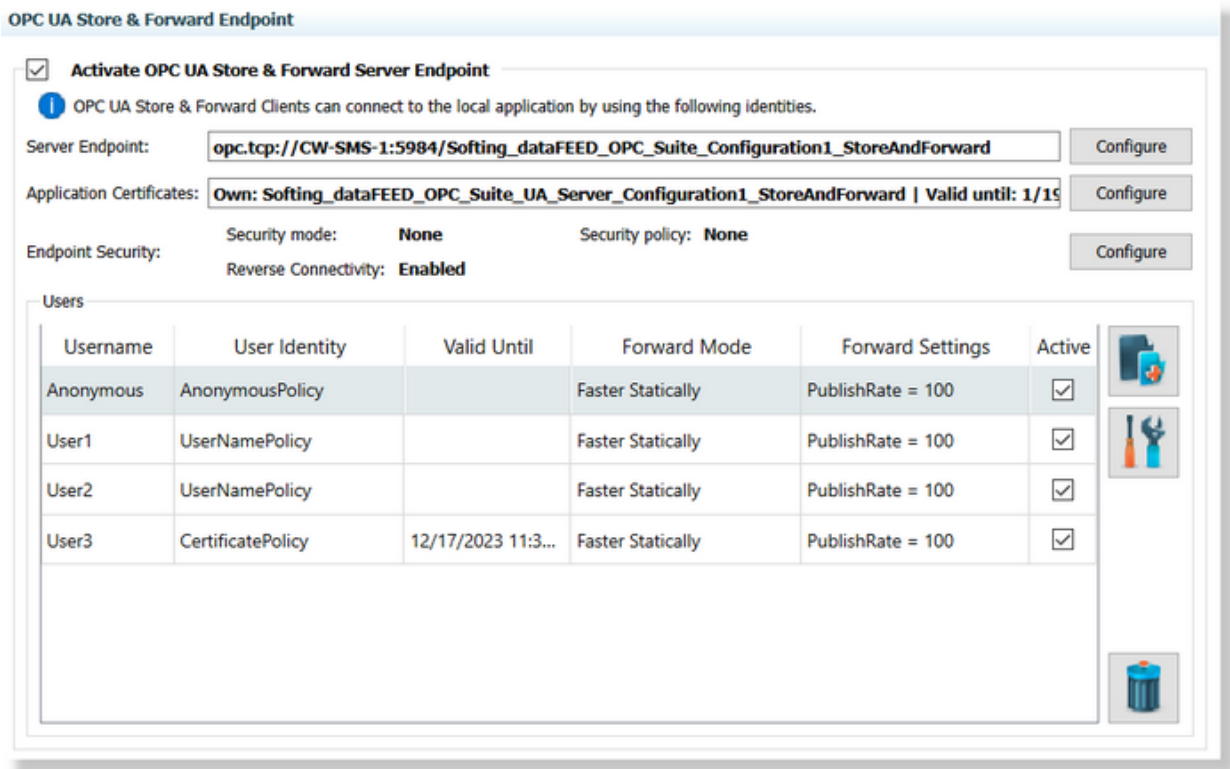 OPC UA Store & Forward Endpoint
Activate OPC UA Store & Forward Server Endpoint
OPC UA Store & Forward Clients can connect to the local application by using the following identities.
Server Endpoint: opc.tcp://CW-SMS-1:5984/Softing_dataFEED_OPC_Suite_Configuration1_StoreAndForward Configure
Application Certificates: Own: Softing_dataFEED_OPC_Suite_UA_Server_Configuration1_StoreAndForward | Valid until: 1/19 Configure
Security mode: None Security policy: None
Endpoint Security: Configure
Reverse Connectivity: Enabled
Users
Username User Identity Valid Until Forward Mode Forward Settings Active
Anonymous AnonymousPolicy Faster Statically PublishRate = 100
User1 UserNamePolicy Faster Statically PublishRate = 100
User2 UserNamePolicy Faster Statically PublishRate = 100
User3 CertificatePolicy 12/17/2023 11:3... Faster Statically PublishRate = 100